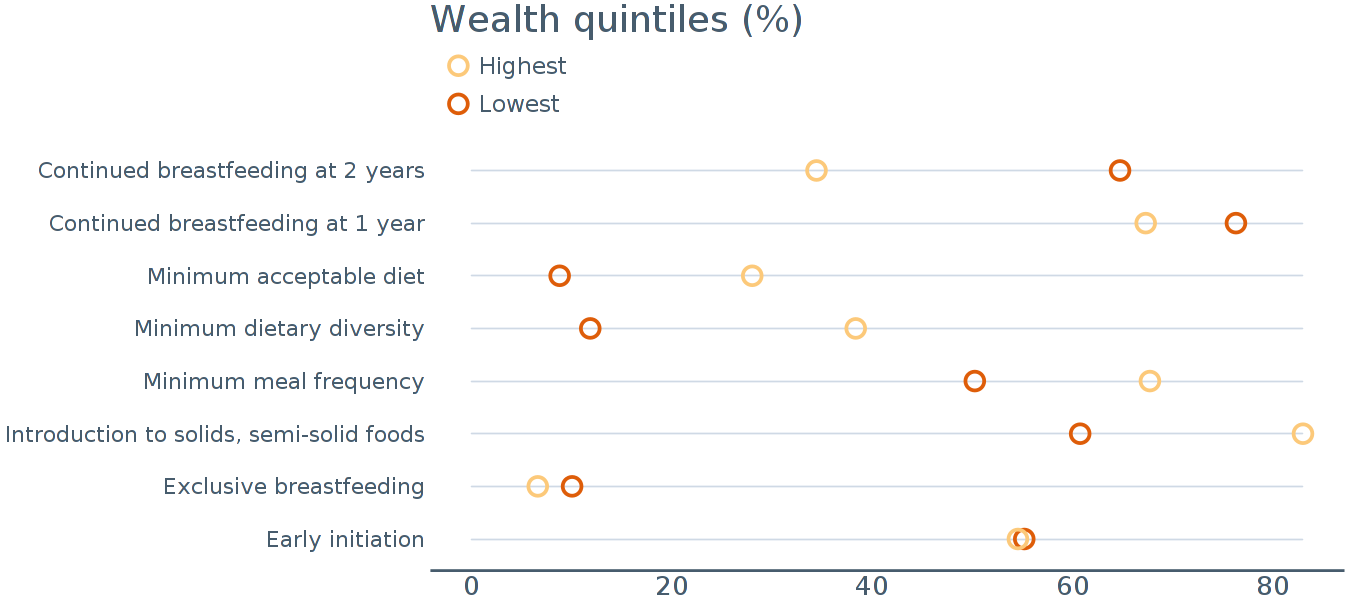 Wealth quintiles (%)
Highest
Lowest
Continued breastfeeding at 2 years
Continued breastfeeding at 1 year
Minimum acceptable diet
Minimum dietary diversity
Minimum meal frequency
Introduction to solids, semi-solid foods
Exclusive breastfeeding
Early initiation
0 20 40 60 80